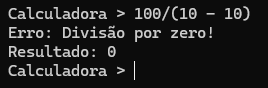 Calculadora > 100/(10 - 10)
Erro: Divisão por zero!
Resultado: 0
Calculadora >